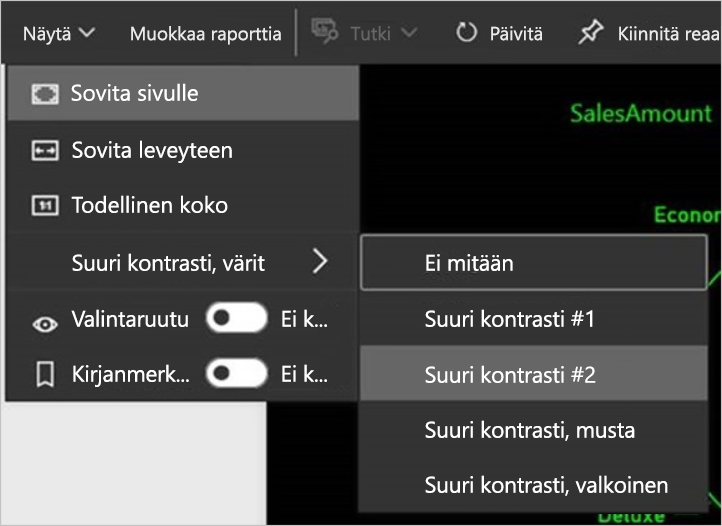 Näytä Muokkaa raporttia Tutki Päivitä Kiinnitä reaa
Sovita sivulle
Sovita leveyteen
Todellinen koko
Suuri kontrasti, värit
Valintaruutu Ei k...
Kirjanmerk... Ei k...
Ei mitään
Suuri kontrasti #1
Suuri kontrasti #2
Suuri kontrasti, musta
Suuri kontrasti, valkoinen
SalesAmount
Econor
Deluxe